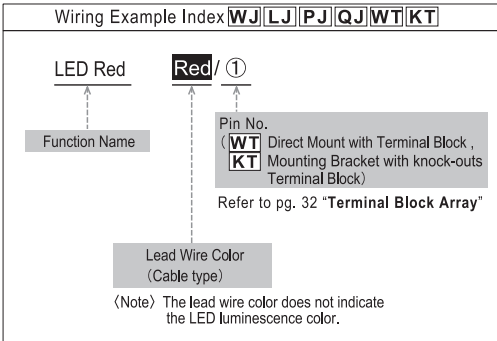 Wiring Example Index WJ LJ PJ QJ WT KT
LED Red Red / ①
Function Name
Pin No.
( WT Direct Mount with Terminal Block ,
KT Mounting Bracket with knock-outs
Terminal Block)
Refer to pg. 32 “Terminal Block Array”
Lead Wire Color
(Cable type)
〈Note〉 The lead wire color does not indicate
the LED luminescence color.